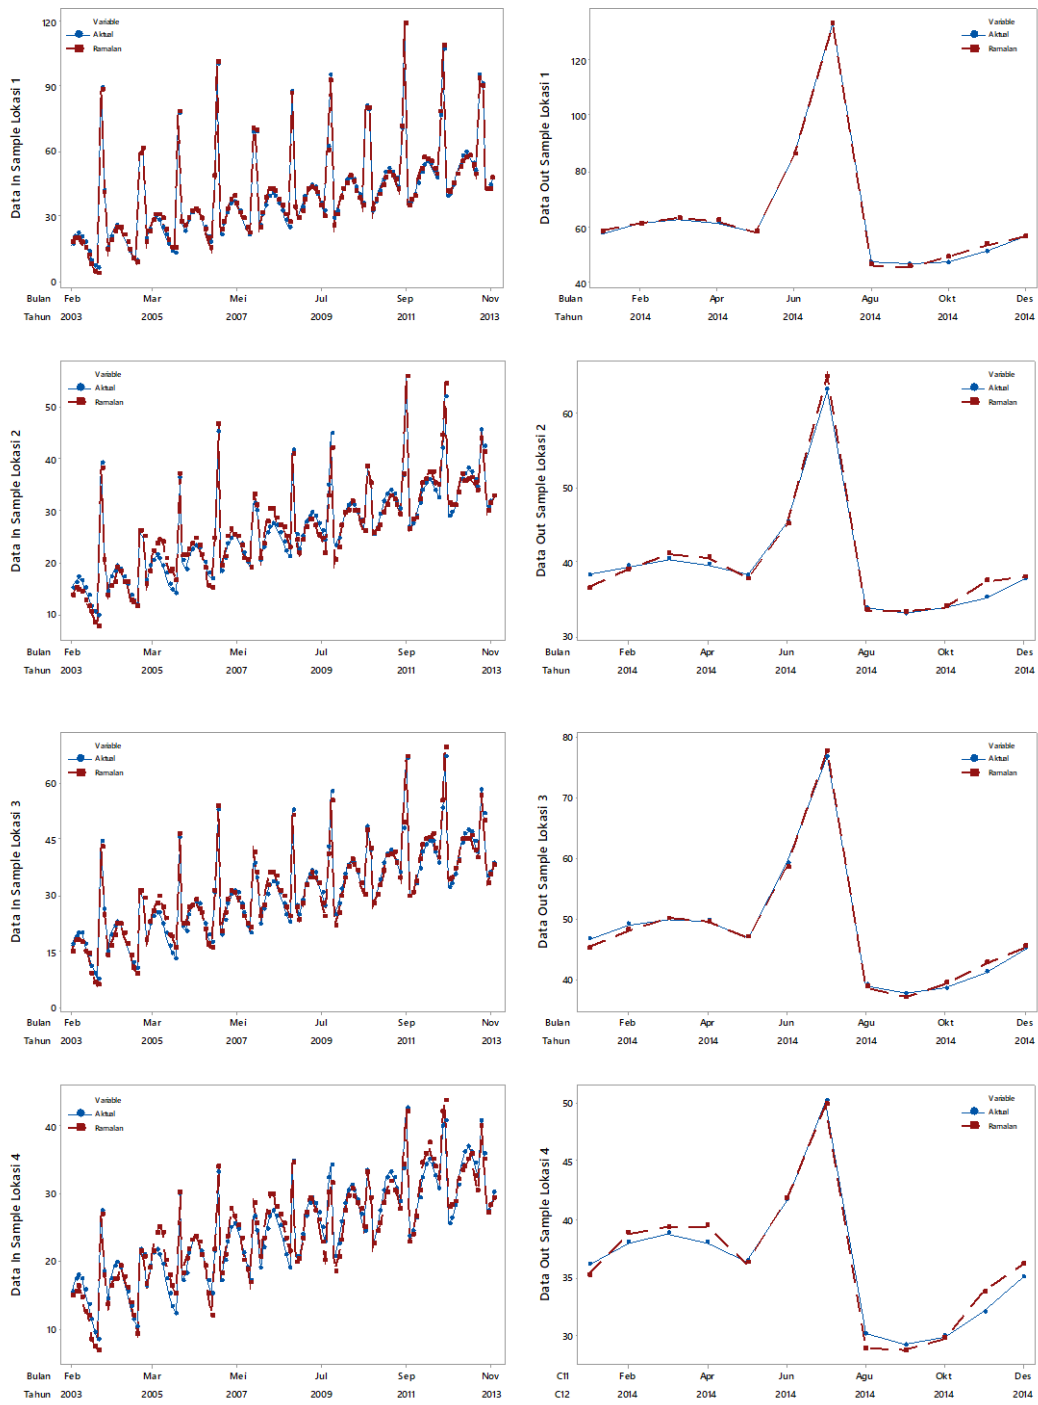 Data In Sample Lokasi 1
120
90
60
30
0
Variable
Aktual
Ramalan
Bulan Feb Mar Mei Jul Sep Nov
Tahun 2003 2005 2007 2009 2011 2013
Data Out Sample Lokasi 1
120
100
80
60
40
Variable
Aktual
Ramalan
Bulan Feb Apr Jun Agu Okt Des
Tahun 2014 2014 2014 2014 2014 2014
Data In Sample Lokasi 2
50
40
30
20
10
Variable
Aktual
Ramalan
Bulan Feb Mar Mei Jul Sep Nov
Tahun 2003 2005 2007 2009 2011 2013
Data Out Sample Lokasi 2
60
50
40
30
Variable
Aktual
Ramalan
Bulan Feb Apr Jun Agu Okt Des
Tahun 2014 2014 2014 2014 2014 2014
Data In Sample Lokasi 3
60
45
30
15
0
Variable
Aktual
Ramalan
Bulan Feb Mar Mei Jul Sep Nov
Tahun 2003 2005 2007 2009 2011 2013
Data Out Sample Lokasi 3
80
70
60
50
40
Variable
Aktual
Ramalan
Bulan Feb Apr Jun Agu Okt Des
Tahun 2014 2014 2014 2014 2014 2014
Data In Sample Lokasi 4
40
30
20
10
Variable
Aktual
Ramalan
Bulan Feb Mar Mei Jul Sep Nov
Tahun 2003 2005 2007 2009 2011 2013
Data Out Sample Lokasi 4
50
45
40
35
30
Variable
Aktual
Ramalan
C11 Feb Apr Jun Agu Okt Des
C12 2014 2014 2014 2014 2014 2014